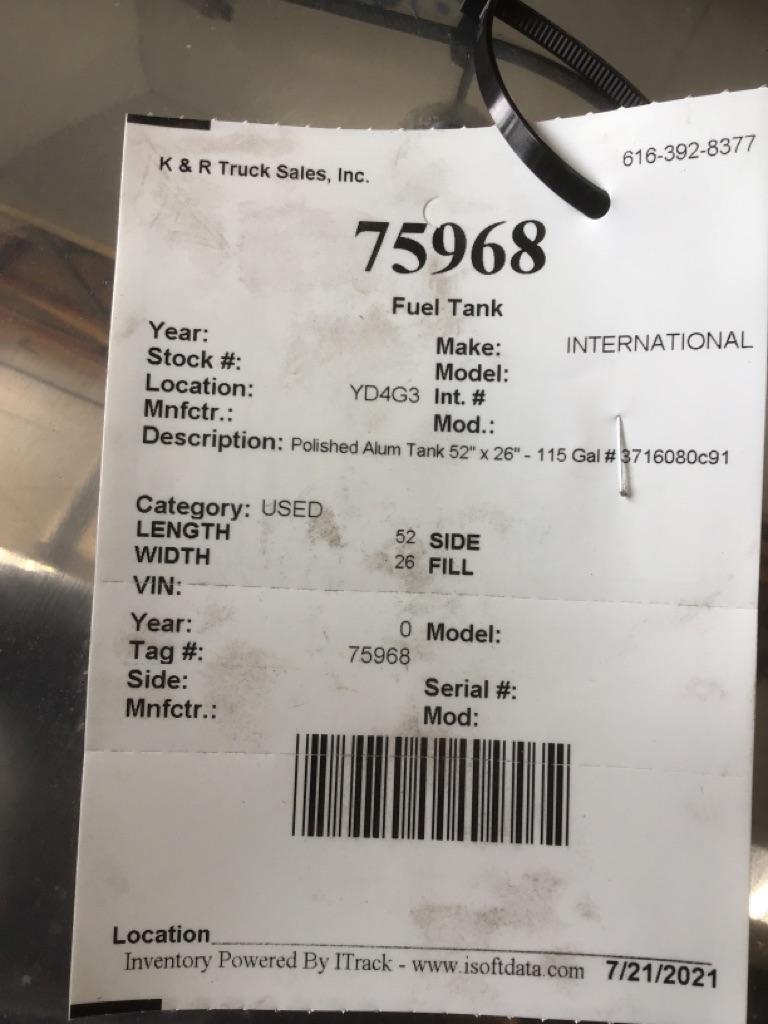 K & R Truck Sales, Inc. 616-392-8377
75968
Fuel Tank
Year: Make: INTERNATIONAL
Stock #: Model:
Location: YD4G3 Int. #
Mnfctr.: Mod.:
Description: Polished Alum Tank 52" x 26" - 115 Gal # 3716080c91
Category: USED
LENGTH 52 SIDE
WIDTH 26 FILL
VIN:
Year: 0 Model:
Tag #: 75968
Side: Serial #:
Mnfctr.: Mod:
Location
Inventory Powered By ITrack - www.isoftdata.com 7/21/2021